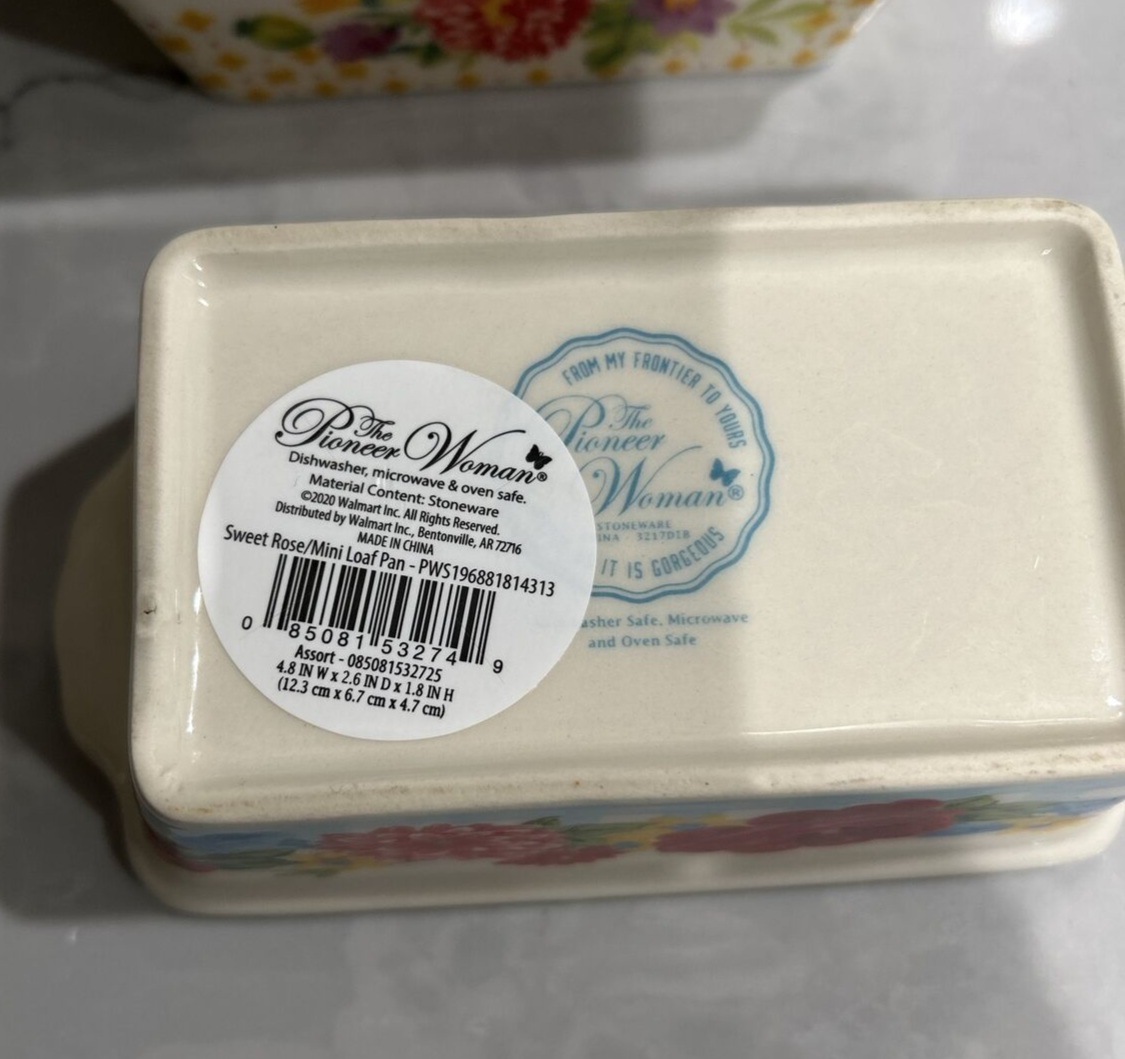 The
Pioneer Woman®
Dishwasher, microwave & oven safe.
Material Content: Stoneware
©2020 Walmart Inc. All Rights Reserved.
Distributed by Walmart Inc., Bentonville, AR 72716
MADE IN CHINA
Sweet Rose/Mini Loaf Pan - PWS196881814313
0 85081 53274 9
Assort - 085081532725
4.8 IN W x 2.6 IN D x 1.8 IN H
(12.3 cm x 6.7 cm x 4.7 cm)
FROM MY FRONTIER TO YOURS
The
Pioneer
Woman®
STONEWARE
IT IS GORGEOUS
Safe, Microwave
and Oven Safe